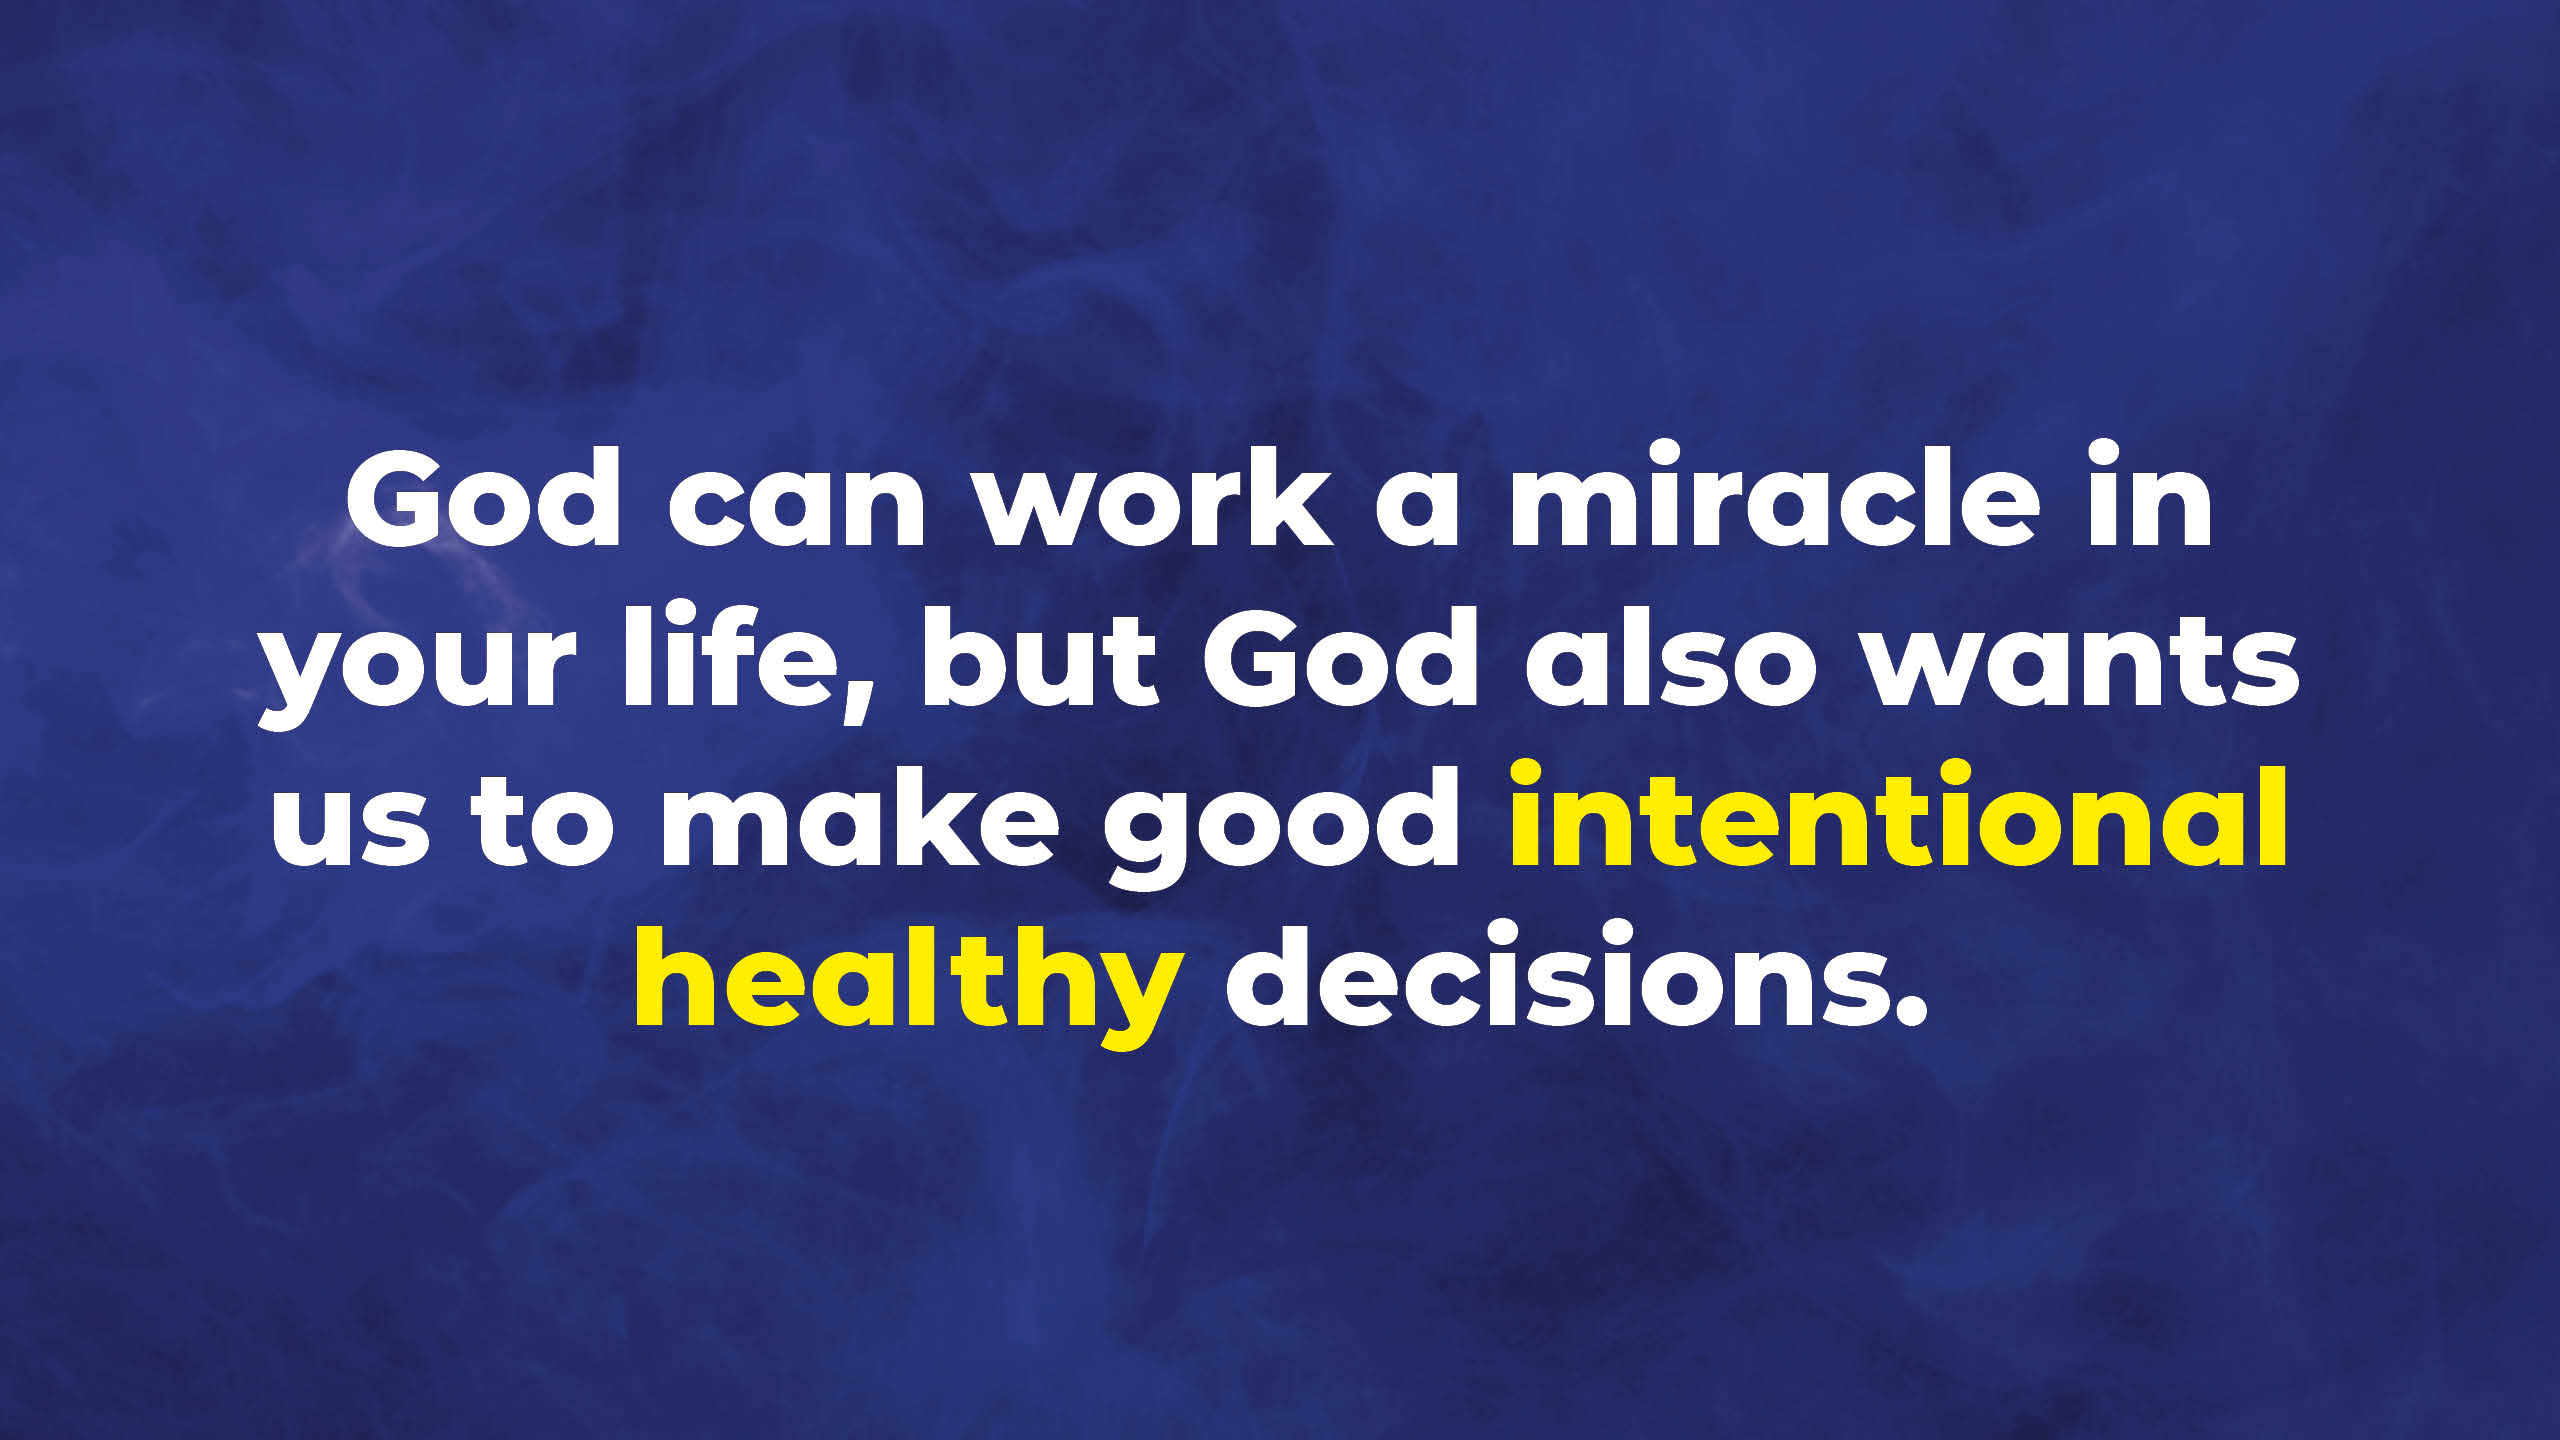 God can work a miracle in
your life, but God also wants
us to make good intentional
healthy decisions.